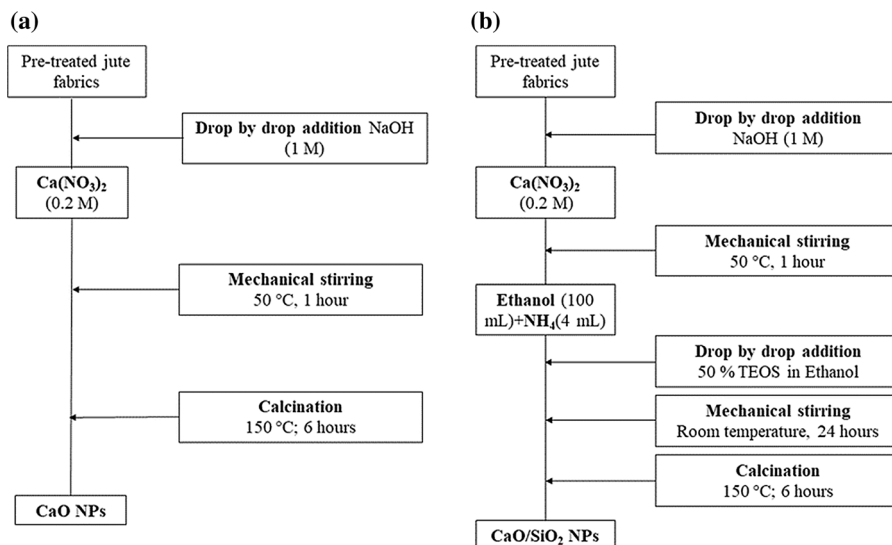 (a)
Pre-treated jute
fabrics
Drop by drop addition NaOH
(1 M)
Ca(NO₃)₂
(0.2 M)
Mechanical stirring
50 °C, 1 hour
Calcination
150 °C; 6 hours
CaO NPs
(b)
Pre-treated jute
fabrics
Drop by drop addition
NaOH (1 M)
Ca(NO₃)₂
(0.2 M)
Mechanical stirring
50 °C, 1 hour
Ethanol (100
mL)+NH₄(4 mL)
Drop by drop addition
50 % TEOS in Ethanol
Mechanical stirring
Room temperature, 24 hours
Calcination
150 °C; 6 hours
CaO/SiO₂ NPs